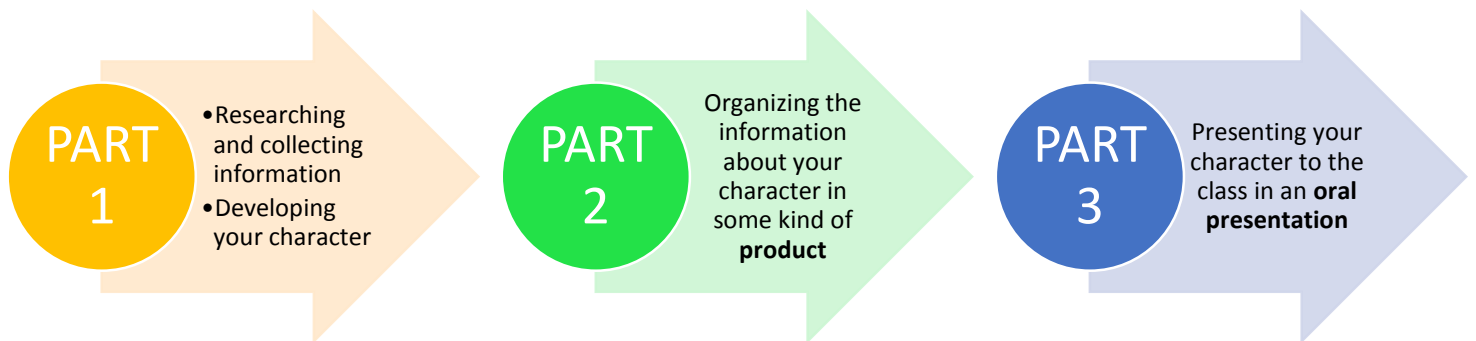 PART
1
•Researching
and collecting
information
•Developing
your character
PART
2
Organizing the
information
about your
character in
some kind of
product
PART
3
Presenting your
character to the
class in an oral
presentation